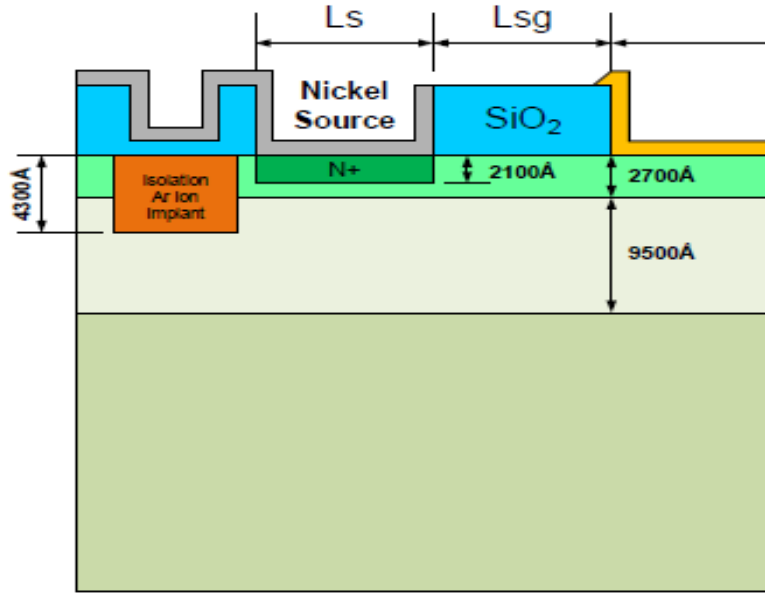 Ls
Lsg
Nickel
Source
SiO₂
4300Å
Isolation
Ar Ion
Implant
N+
2100Å
2700Å
9500Å